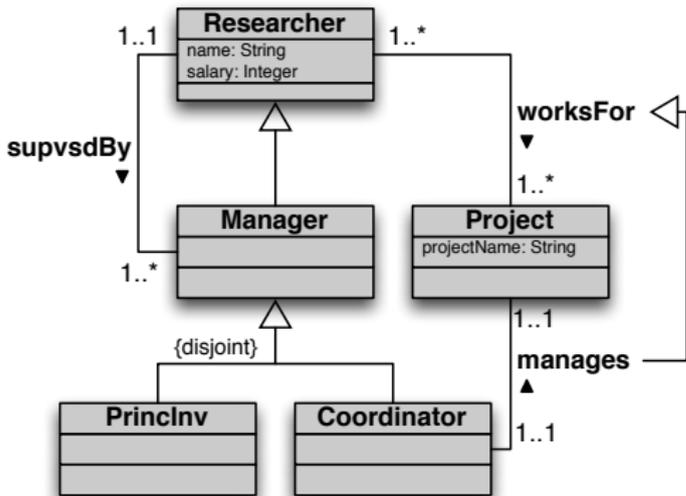 Researcher
1..1
1..*
name: String
salary: Integer
worksFor
▼
supvsdBy
▼
1..*
Manager
Project
projectName: String
1..*
1..1
{disjoint}
manages
▲
PrincInv
Coordinator
1..1